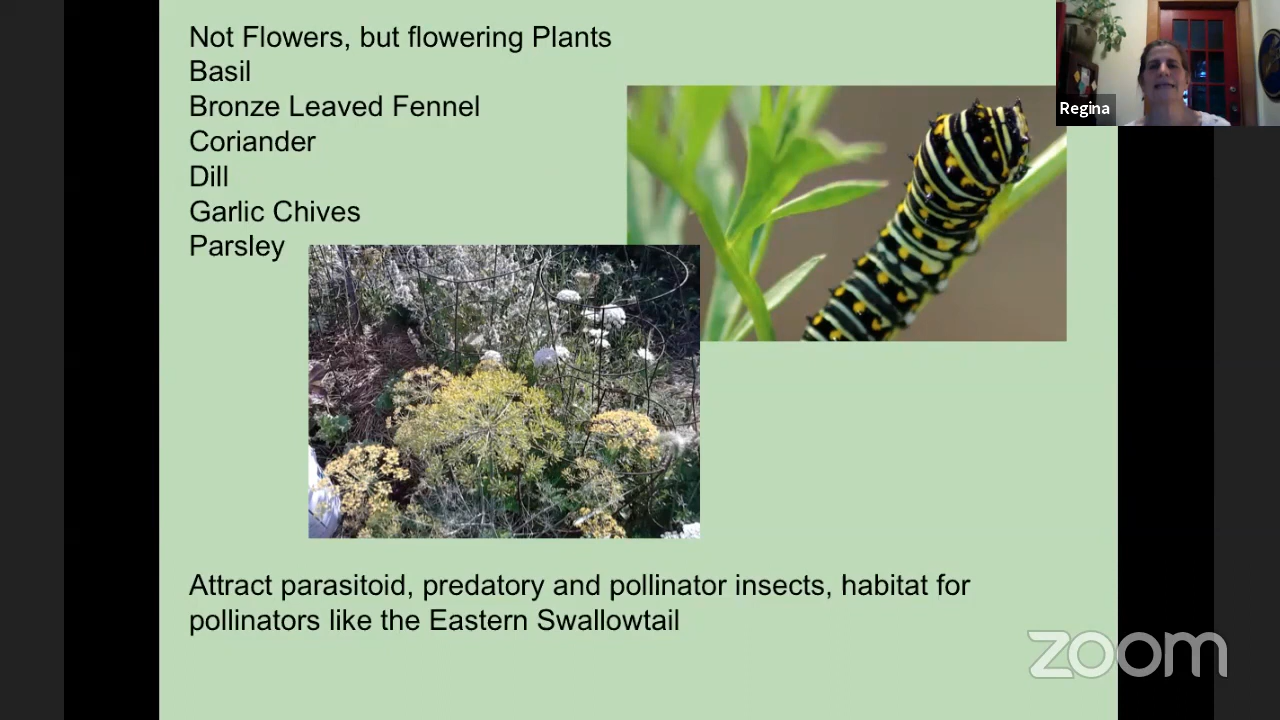 Not Flowers, but flowering Plants
Basil
Bronze Leaved Fennel
Coriander
Dill
Garlic Chives
Parsley
Regina
Attract parasitoid, predatory and pollinator insects, habitat for
pollinators like the Eastern Swallowtail
zoom